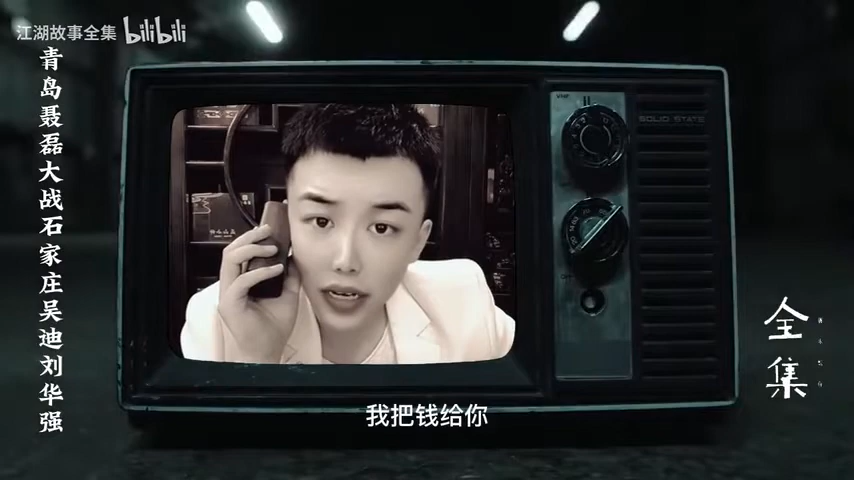 江湖故事全集 bilibili
青岛聂磊大战石家庄吴迪刘华强
VHF
SOLID STATE
全集
我把钱给你